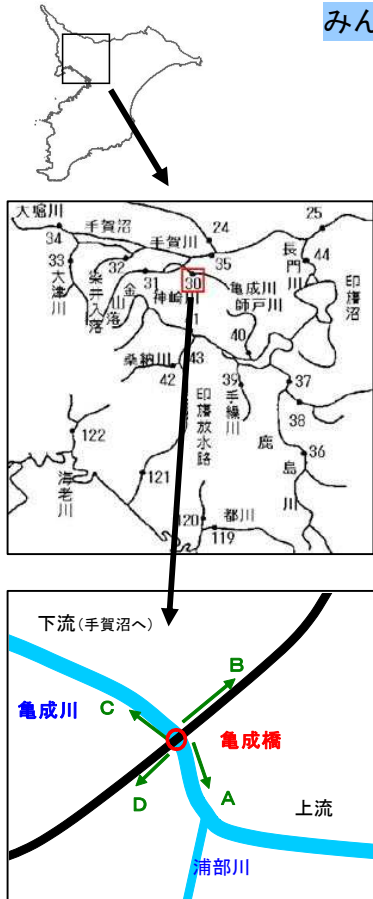 みん
大堀川
手賀沼
手賀川
24
25
34
33
大津川
32
染井入落
31
金山落
35
30
神崎川
亀成川
師戸川
長門川
44
印旛沼
1
40
桑納川
42
43
39
手繰川
37
38
印旛放水路
鹿島川
36
122
海老川
121
120
都川
119
下流(手賀沼へ)
B
亀成川
C
亀成橋
D
A
上流
浦部川